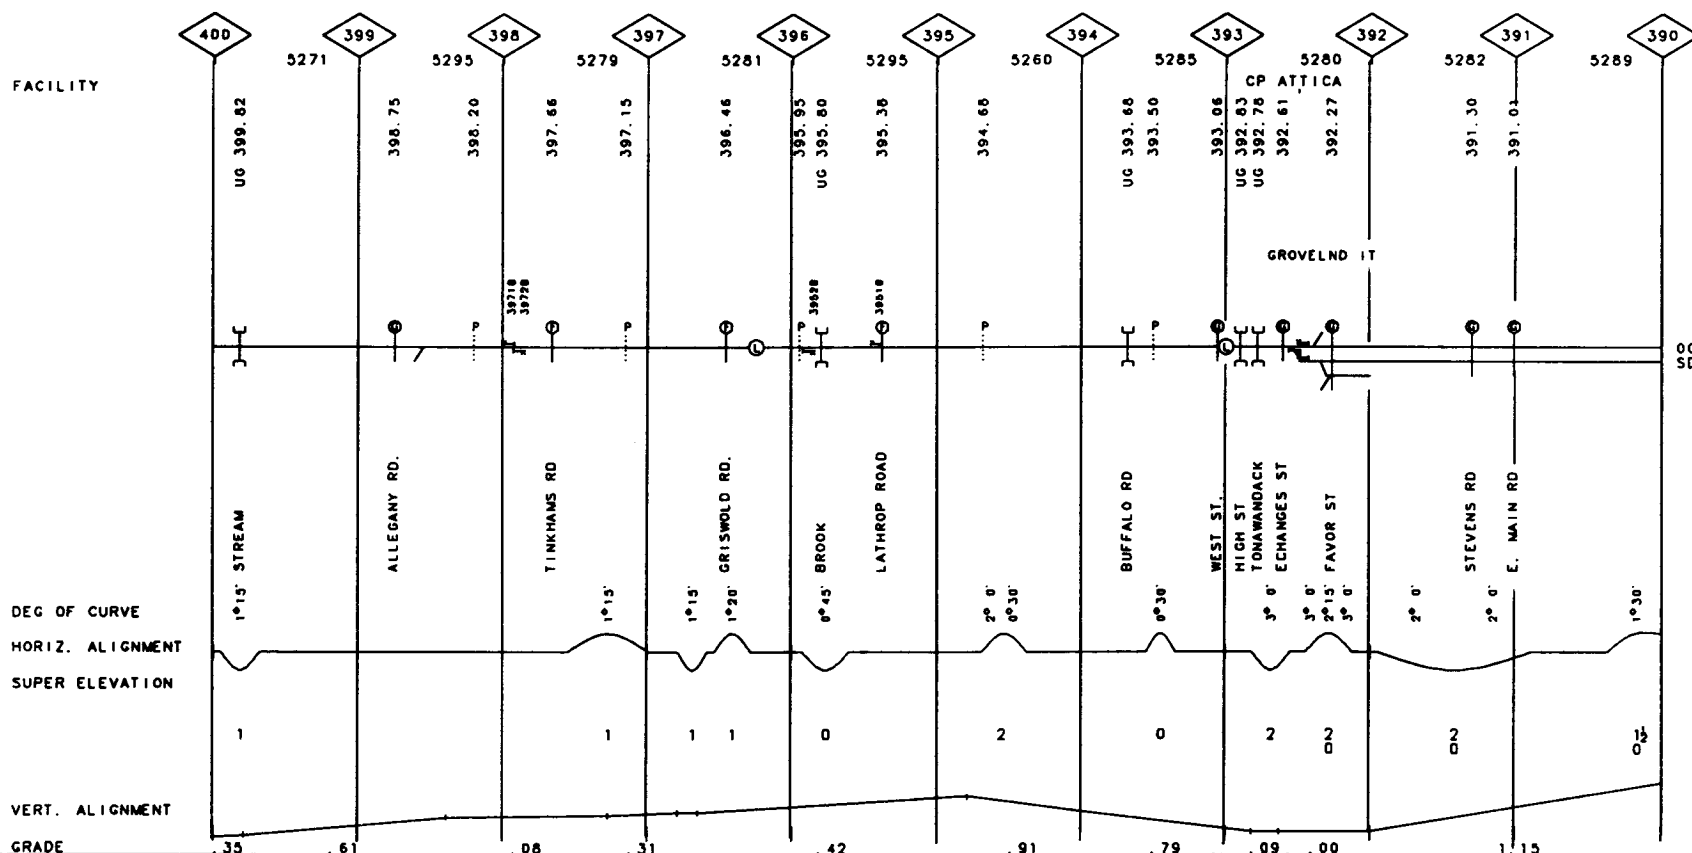 400 399 398 397 396 395 394 393 392 391 390
5271 5295 5279 5281 5295 5260 5285 5280 5282 5289
FACILITY
CP ATTICA
UG 399.82
398.75
398.20
397.66
397.15
396.46
395.95
UG 395.80
395.38
394.68
UG 393.68
393.50
393.06
UG 392.83
UG 392.78
392.61
392.27
391.30
GROVELND IT
39718
39728
39528
39518
P P P P P
F F F
G G G G G G
L L
STREAM
ALLEGANY RD.
TINKHAMS RD
GRISWOLD RD.
BROOK
LATHROP ROAD
BUFFALO RD
WEST ST.
HIGH ST
TONAWANDACK
ECHANGES ST
FAVOR ST
STEVENS RD
E. MAIN RD
DEG OF CURVE
1°15' 1°15' 1°15' 1°20' 0°45' 2° 0' 0°30' 0°30' 3° 0' 3° 0' 2°15' 3° 0' 2° 0' 2° 0' 1°30'
HORIZ. ALIGNMENT
SUPER ELEVATION
1 1 1 1 0 2 0 2 2 2 1½
0 0 0
VERT. ALIGNMENT
GRADE .35 .61 .08 .31 .42 .91 .79 .09 .00 1.15